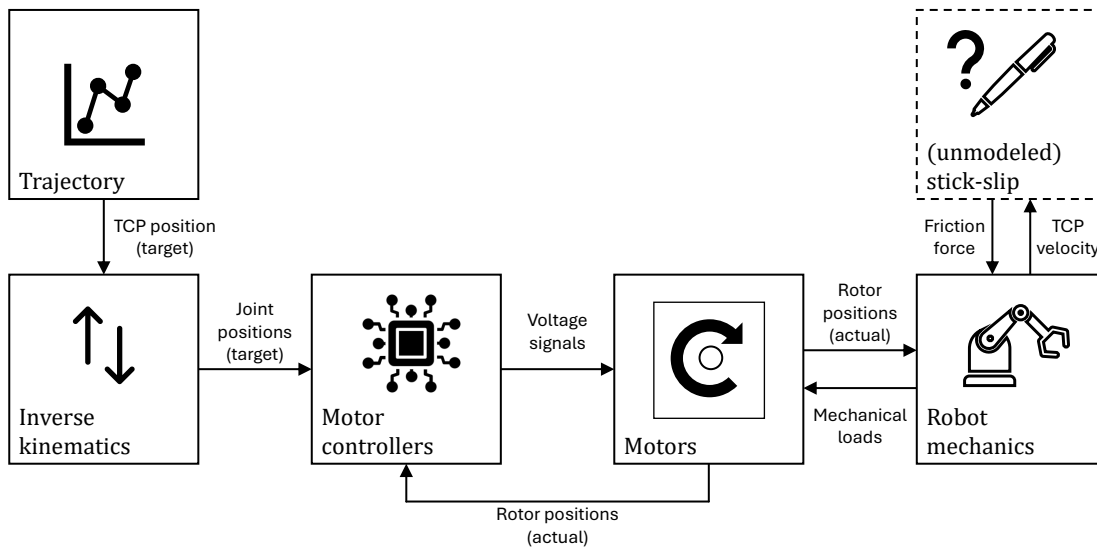 Trajectory
(unmodeled)
stick-slip
TCP position
(target)
Friction
force
TCP
velocity
Inverse
kinematics
Joint
positions
(target)
Motor
controllers
Voltage
signals
Motors
Rotor
positions
(actual)
Mechanical
loads
Robot
mechanics
Rotor positions
(actual)